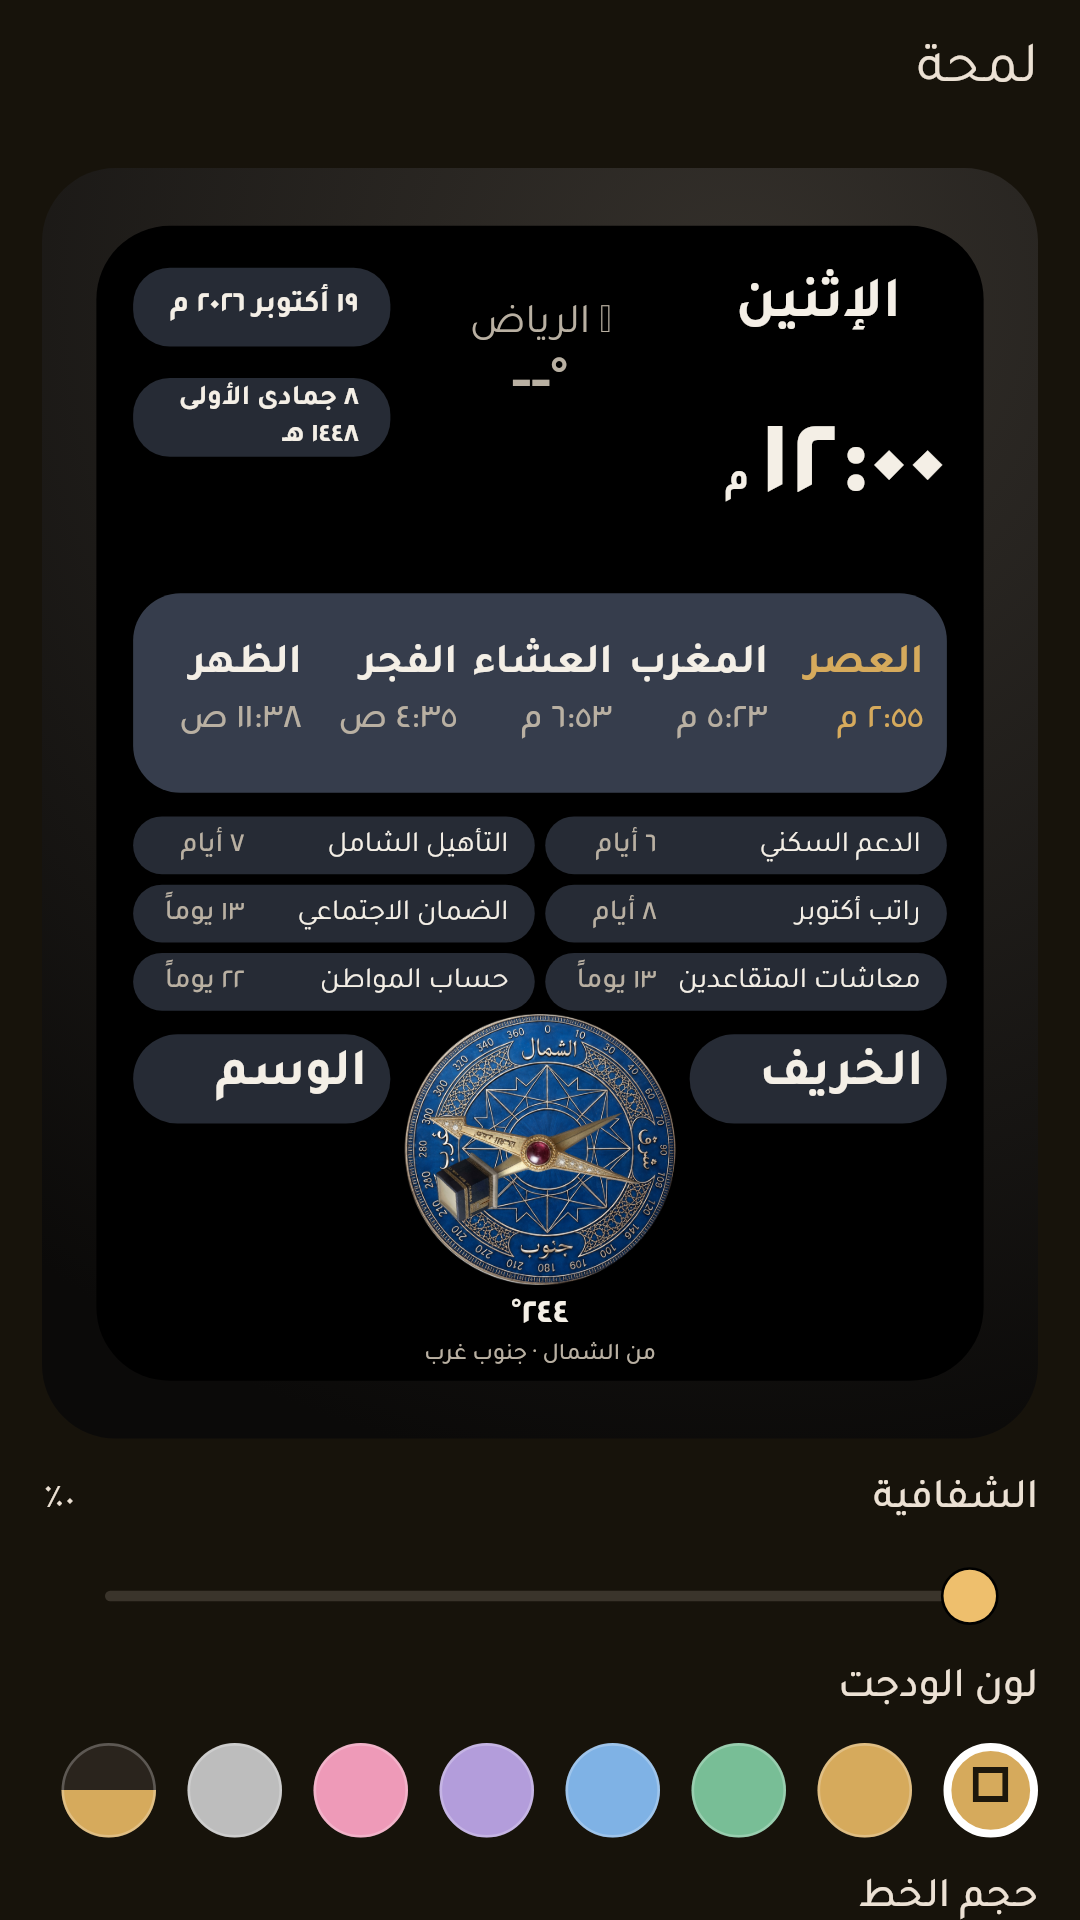 لمحة
الإثنين
الرياض
--°
١٩ أكتوبر ٢٠٢٦ م
٨ جمادى الأولى
١٤٤٨ هـ
١٢:٠٠ م
العصر المغرب العشاء الفجر الظهر
٢:٥٥ م ٥:٢٣ م ٦:٥٣ م ٤:٣٥ ص ١١:٣٨ ص
الدعم السكني ٦ أيام التأهيل الشامل ٧ أيام
راتب أكتوبر ٨ أيام الضمان الاجتماعي ١٣ يوماً
معاشات المتقاعدين ١٣ يوماً حساب المواطن ٢٢ يوماً
الخريف
الوسم
الشمال
شرق
جنوب
غرب
٢٤٤°
من الشمال · جنوب غرب
الشفافية
٠٪
لون الودجت
حجم الخط